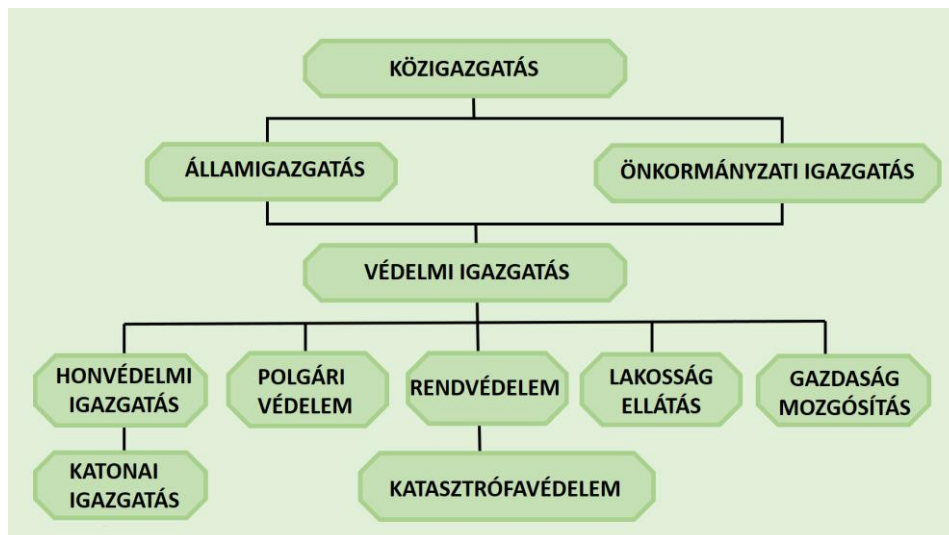 KÖZIGAZGATÁS
ÁLLAMIGAZGATÁS
ÖNKORMÁNYZATI IGAZGATÁS
VÉDELMI IGAZGATÁS
HONVÉDELMI
IGAZGATÁS
POLGÁRI
VÉDELEM
RENDVÉDELEM
LAKOSSÁG
ELLÁTÁS
GAZDASÁG
MOZGÓSÍTÁS
KATONAI
IGAZGATÁS
KATASZTRÓFAVÉDELEM